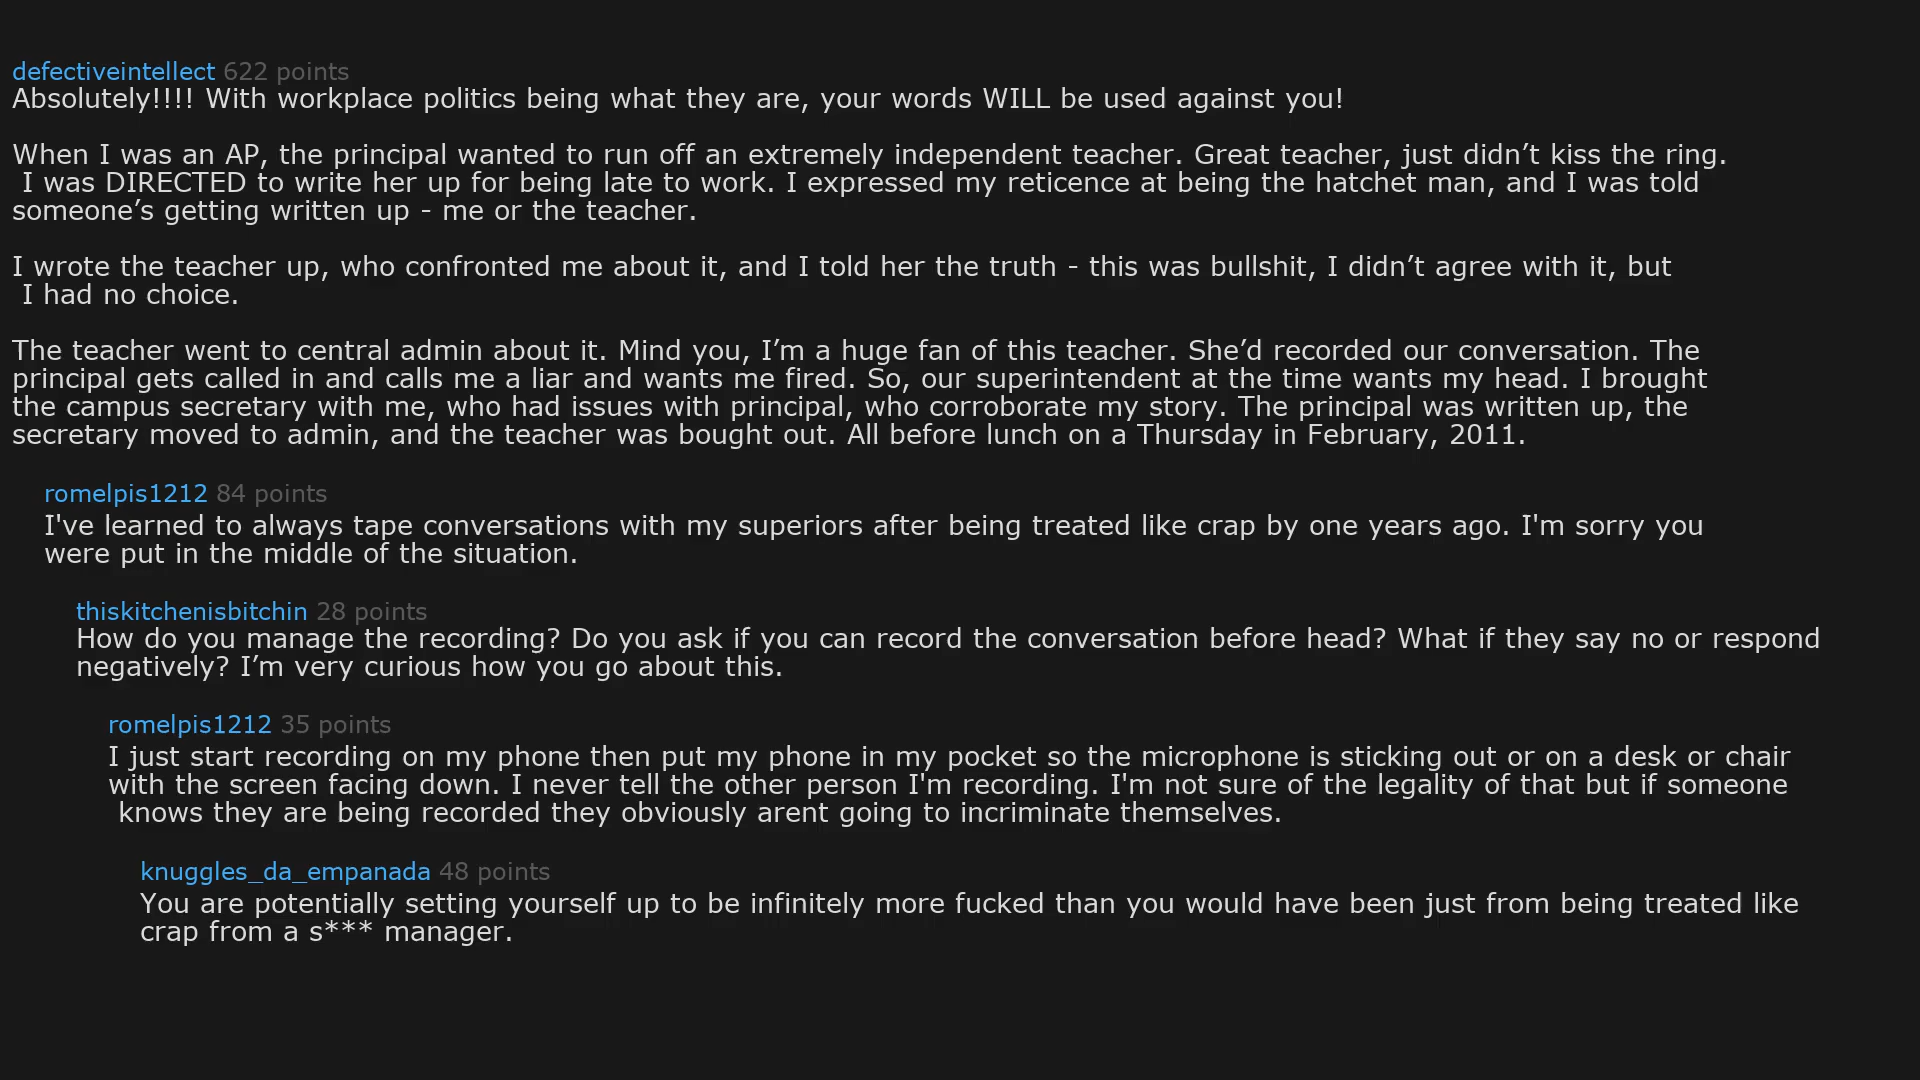 defectiveintellect 622 points
Absolutely!!!! With workplace politics being what they are, your words WILL be used against you!
When I was an AP, the principal wanted to run off an extremely independent teacher. Great teacher, just didn’t kiss the ring.
I was DIRECTED to write her up for being late to work. I expressed my reticence at being the hatchet man, and I was told
someone’s getting written up - me or the teacher.
I wrote the teacher up, who confronted me about it, and I told her the truth - this was bullshit, I didn’t agree with it, but
I had no choice.
The teacher went to central admin about it. Mind you, I’m a huge fan of this teacher. She’d recorded our conversation. The
principal gets called in and calls me a liar and wants me fired. So, our superintendent at the time wants my head. I brought
the campus secretary with me, who had issues with principal, who corroborate my story. The principal was written up, the
secretary moved to admin, and the teacher was bought out. All before lunch on a Thursday in February, 2011.
romelpis1212 84 points
I've learned to always tape conversations with my superiors after being treated like crap by one years ago. I'm sorry you
were put in the middle of the situation.
thiskitchenisbitchin 28 points
How do you manage the recording? Do you ask if you can record the conversation before head? What if they say no or respond
negatively? I’m very curious how you go about this.
romelpis1212 35 points
I just start recording on my phone then put my phone in my pocket so the microphone is sticking out or on a desk or chair
with the screen facing down. I never tell the other person I'm recording. I'm not sure of the legality of that but if someone
knows they are being recorded they obviously arent going to incriminate themselves.
knuggles_da_empanada 48 points
You are potentially setting yourself up to be infinitely more fucked than you would have been just from being treated like
crap from a s*** manager.